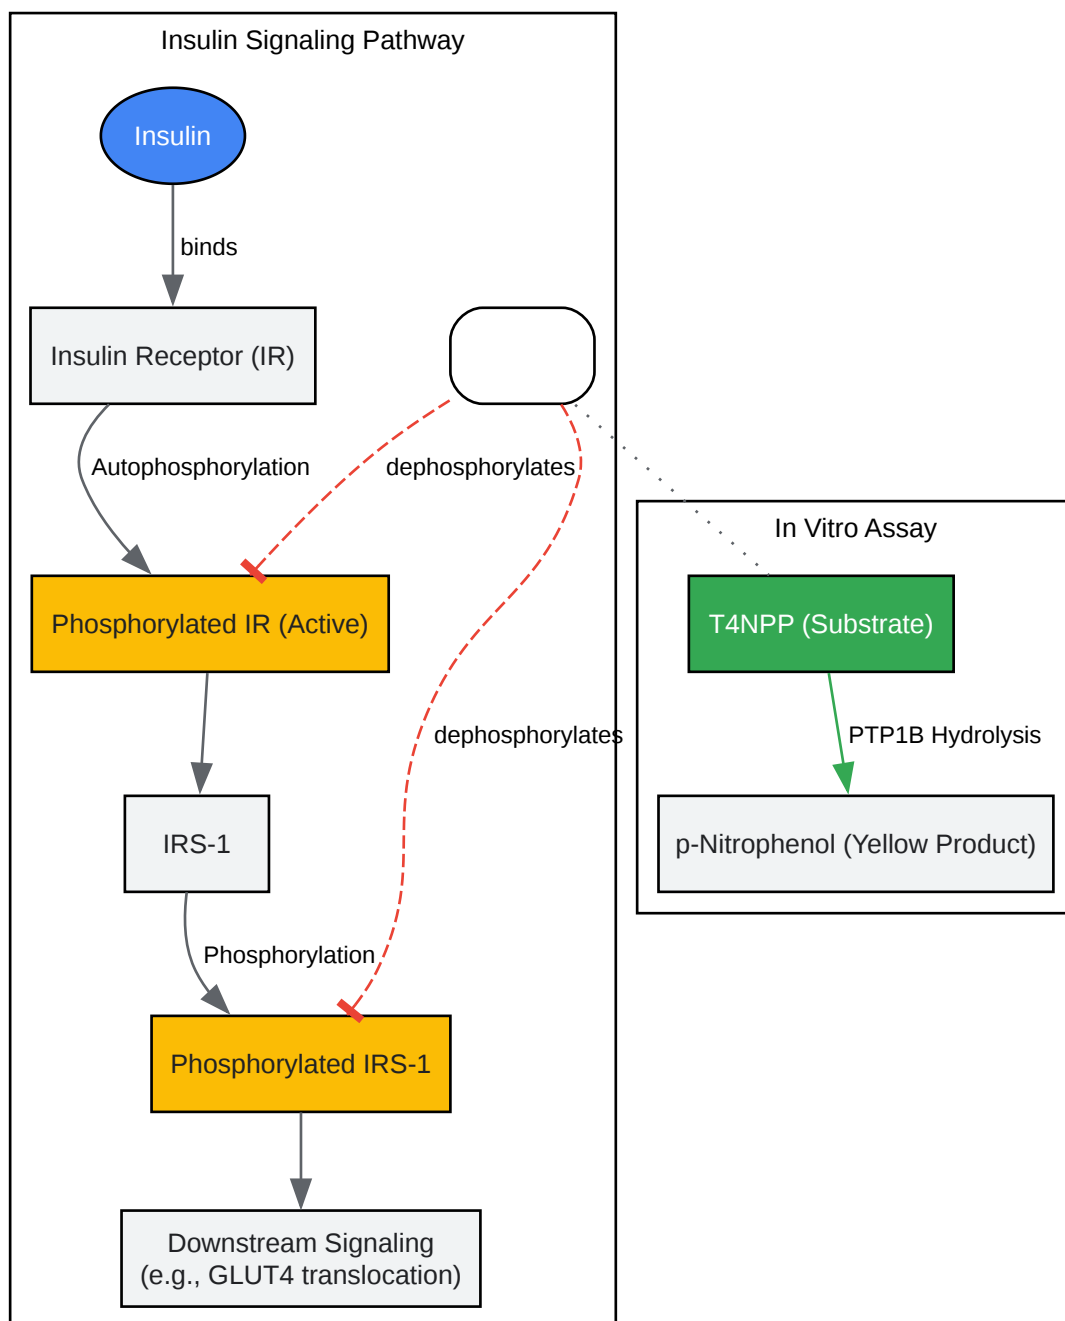 Insulin Signaling Pathway
Insulin
binds
Insulin Receptor (IR)
Autophosphorylation
dephosphorylates
In Vitro Assay
Phosphorylated IR (Active)
T4NPP (Substrate)
dephosphorylates
PTP1B Hydrolysis
IRS-1
p-Nitrophenol (Yellow Product)
Phosphorylation
Phosphorylated IRS-1
Downstream Signaling
(e.g., GLUT4 translocation)